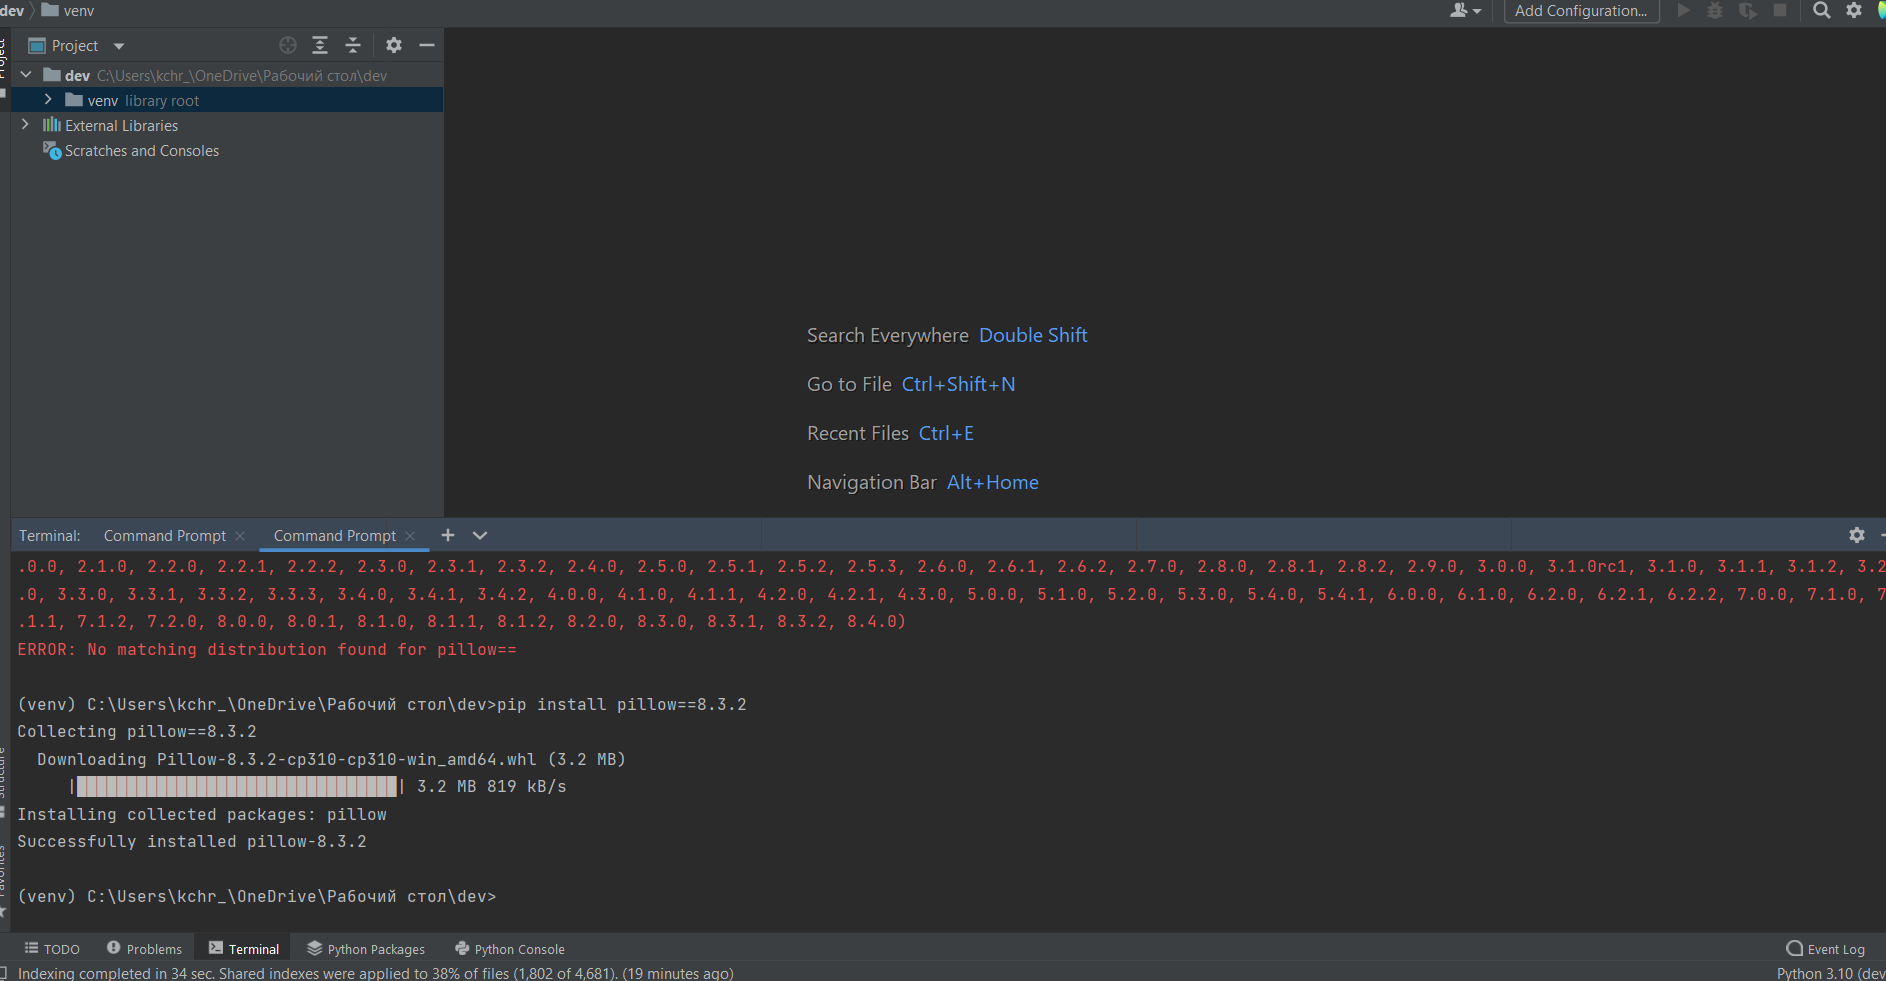 dev venv
Add Configuration...
Project
Project
dev C:\Users\kchr_\OneDrive\Рабочий стол\dev
venv library root
External Libraries
Scratches and Consoles
Search Everywhere Double Shift
Go to File Ctrl+Shift+N
Recent Files Ctrl+E
Navigation Bar Alt+Home
Terminal: Command Prompt Command Prompt
.0.0, 2.1.0, 2.2.0, 2.2.1, 2.2.2, 2.3.0, 2.3.1, 2.3.2, 2.4.0, 2.5.0, 2.5.1, 2.5.2, 2.5.3, 2.6.0, 2.6.1, 2.6.2, 2.7.0, 2.8.0, 2.8.1, 2.8.2, 2.9.0, 3.0.0, 3.1.0rc1, 3.1.0, 3.1.1, 3.1.2, 3.2
.0, 3.3.0, 3.3.1, 3.3.2, 3.3.3, 3.4.0, 3.4.1, 3.4.2, 4.0.0, 4.1.0, 4.1.1, 4.2.0, 4.2.1, 4.3.0, 5.0.0, 5.1.0, 5.2.0, 5.3.0, 5.4.0, 5.4.1, 6.0.0, 6.1.0, 6.2.0, 6.2.1, 6.2.2, 7.0.0, 7.1.0, 7
.1.1, 7.1.2, 7.2.0, 8.0.0, 8.0.1, 8.1.0, 8.1.1, 8.1.2, 8.2.0, 8.3.0, 8.3.1, 8.3.2, 8.4.0)
ERROR: No matching distribution found for pillow==
(venv) C:\Users\kchr_\OneDrive\Рабочий стол\dev>pip install pillow==8.3.2
Collecting pillow==8.3.2
Downloading Pillow-8.3.2-cp310-cp310-win_amd64.whl (3.2 MB)
|████████████████████████████████| 3.2 MB 819 kB/s
Installing collected packages: pillow
Successfully installed pillow-8.3.2
(venv) C:\Users\kchr_\OneDrive\Рабочий стол\dev>
Structure
Favorites
TODO Problems Terminal Python Packages Python Console Event Log
Indexing completed in 34 sec. Shared indexes were applied to 38% of files (1,802 of 4,681). (19 minutes ago) Python 3.10 (dev